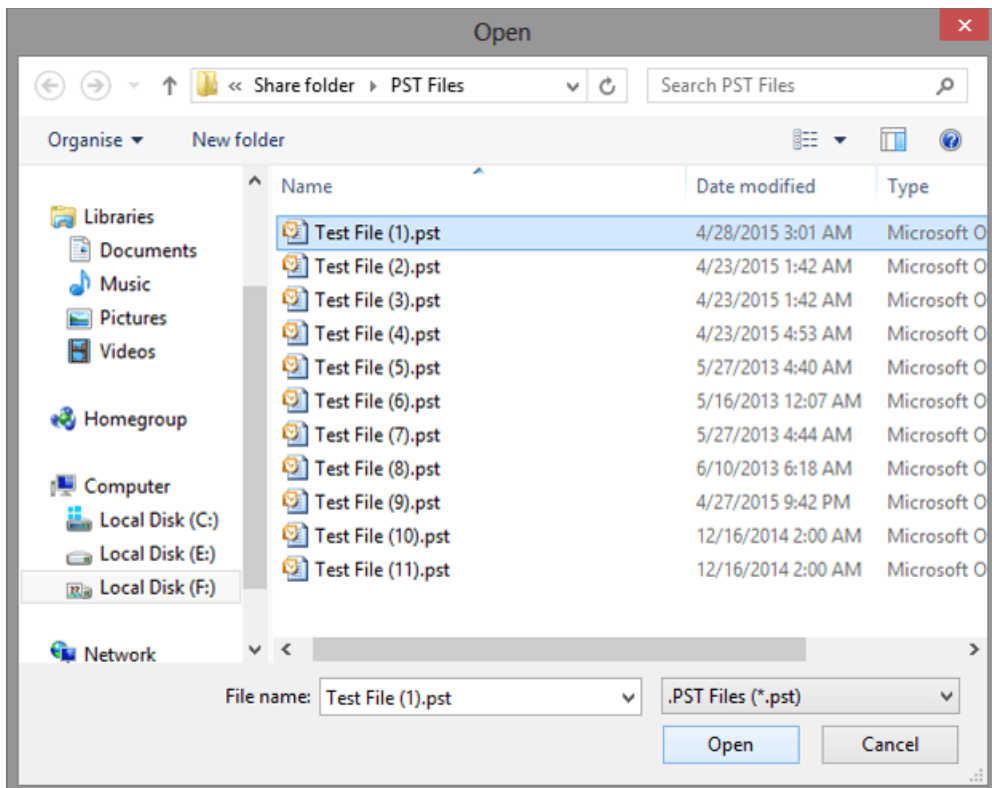 Open
« Share folder PST Files
Search PST Files
Organise
New folder
Name Date modified Type
Libraries
Documents
Music
Pictures
Videos
Homegroup
Computer
Local Disk (C:)
Local Disk (E:)
Local Disk (F:)
Network
Test File (1).pst 4/28/2015 3:01 AM Microsoft O
Test File (2).pst 4/23/2015 1:42 AM Microsoft O
Test File (3).pst 4/23/2015 1:42 AM Microsoft O
Test File (4).pst 4/23/2015 4:53 AM Microsoft O
Test File (5).pst 5/27/2013 4:40 AM Microsoft O
Test File (6).pst 5/16/2013 12:07 AM Microsoft O
Test File (7).pst 5/27/2013 4:44 AM Microsoft O
Test File (8).pst 6/10/2013 6:18 AM Microsoft O
Test File (9).pst 4/27/2015 9:42 PM Microsoft O
Test File (10).pst 12/16/2014 2:00 AM Microsoft O
Test File (11).pst 12/16/2014 2:00 AM Microsoft O
File name: Test File (1).pst .PST Files (*.pst)
Open Cancel